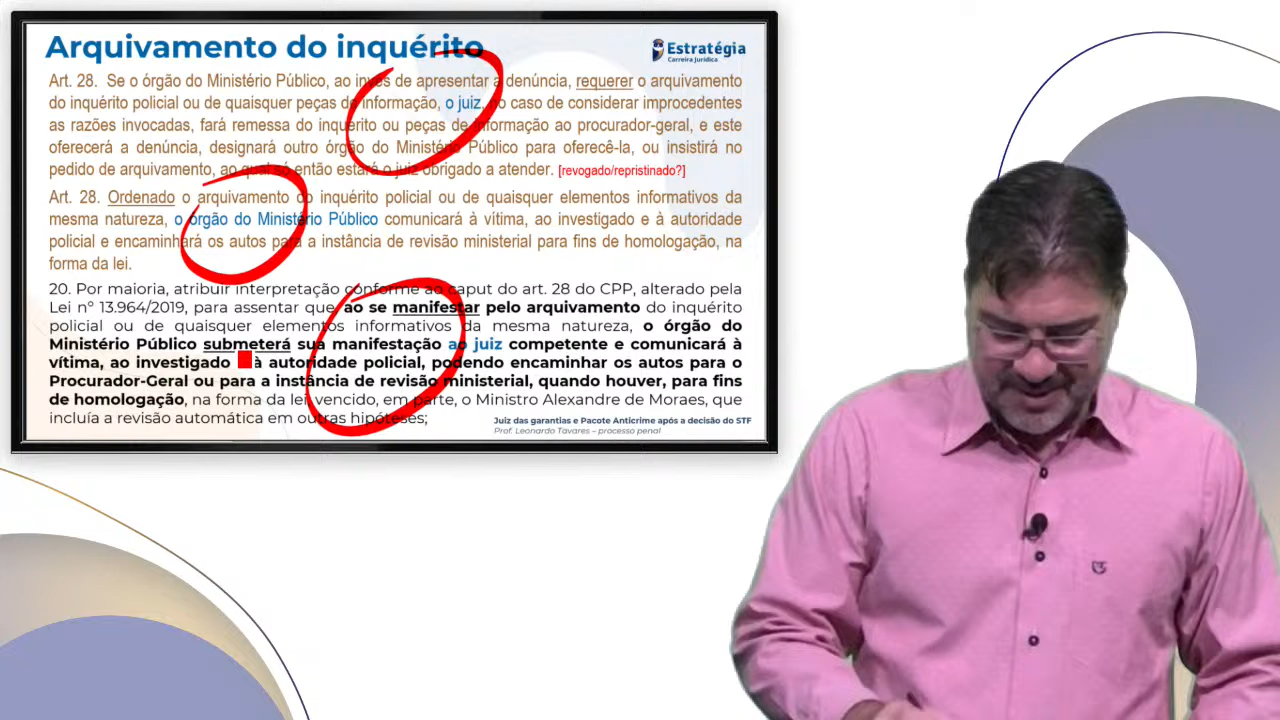 Arquivamento do inquérito
Estratégia
Carreira Jurídica
Art. 28. Se o órgão do Ministério Público, ao invés de apresentar a denúncia, requerer o arquivamento
do inquérito policial ou de quaisquer peças de informação, o juiz, no caso de considerar improcedentes
as razões invocadas, fará remessa do inquérito ou peças de informação ao procurador-geral, e este
oferecerá a denúncia, designará outro órgão do Ministério Público para oferecê-la, ou insistirá no
pedido de arquivamento, ao qual só então estará o juiz obrigado a atender. [revogado/repristinado?]
Art. 28. Ordenado o arquivamento do inquérito policial ou de quaisquer elementos informativos da
mesma natureza, o órgão do Ministério Público comunicará à vítima, ao investigado e à autoridade
policial e encaminhará os autos para a instância de revisão ministerial para fins de homologação, na
forma da lei.
20. Por maioria, atribuir interpretação conforme ao caput do art. 28 do CPP, alterado pela
Lei nº 13.964/2019, para assentar que, ao se manifestar pelo arquivamento do inquérito
policial ou de quaisquer elementos informativos da mesma natureza, o órgão do
Ministério Público submeterá sua manifestação ao juiz competente e comunicará à
vítima, ao investigado à autoridade policial, podendo encaminhar os autos para o
Procurador-Geral ou para a instância de revisão ministerial, quando houver, para fins
de homologação, na forma da lei, vencido, em parte, o Ministro Alexandre de Moraes, que
incluía a revisão automática em outras hipóteses;
Juiz das garantias e Pacote Anticrime após a decisão do STF
Prof. Leonardo Tavares – processo penal